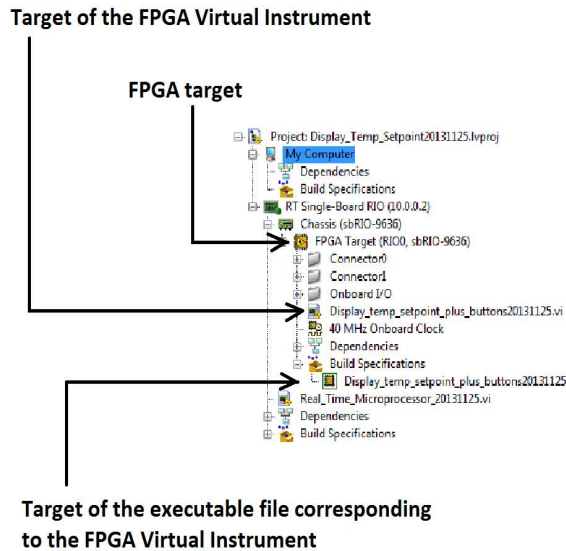 Target of the FPGA Virtual Instrument
FPGA target
Project: Display_Temp_Setpoint20131125.lvproj
My Computer
Dependencies
Build Specifications
RT Single-Board RIO (10.0.0.2)
Chassis (sbRIO-9636)
FPGA Target (RIO0, sbRIO-9636)
Connector0
Connector1
Onboard I/O
Display_temp_setpoint_plus_buttons20131125.vi
40 MHz Onboard Clock
Dependencies
Build Specifications
Display_temp_setpoint_plus_buttons20131125
Real_Time_Microprocessor_20131125.vi
Dependencies
Build Specifications
Target of the executable file corresponding
to the FPGA Virtual Instrument